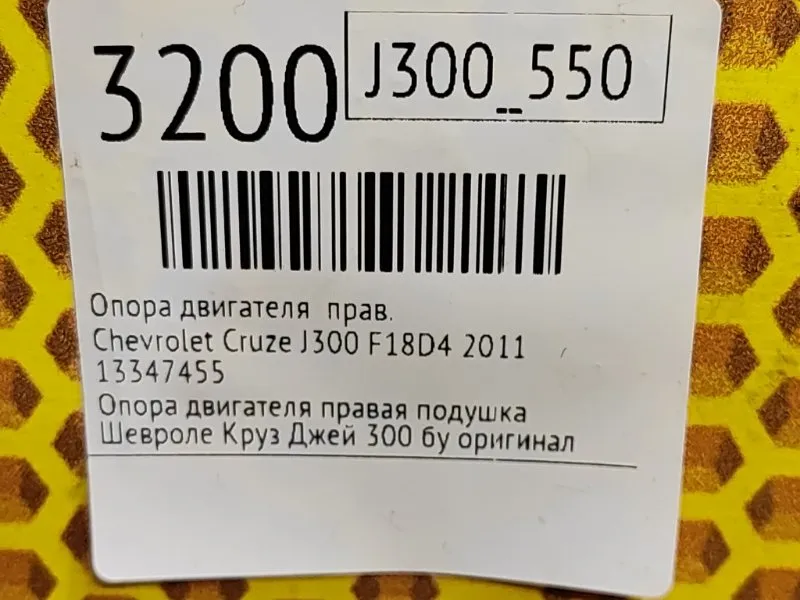 3200
J300_550
Опора двигателя прав.
Chevrolet Cruze J300 F18D4 2011
13347455
Опора двигателя правая подушка
Шевроле Круз Джей 300 бу оригинал